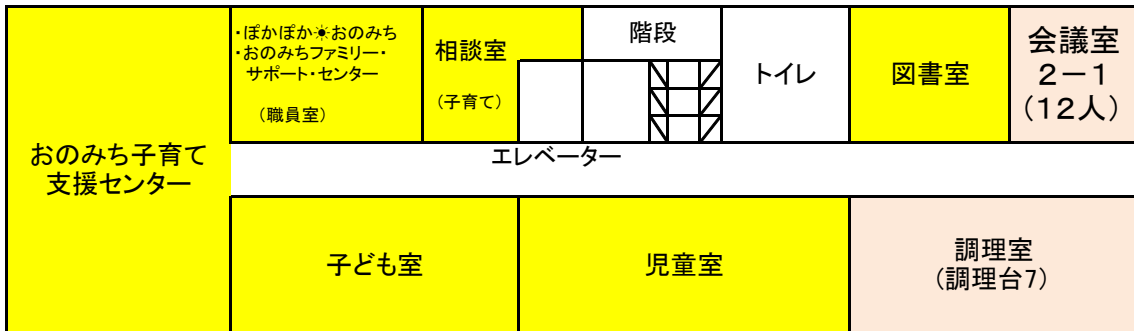 ・ぽかぽか☀おのみち
・おのみちファミリー・
サポート・センター
(職員室)
相談室
(子育て)
階段
トイレ
図書室
会議室
2－1
(12人)
おのみち子育て
支援センター
エレベーター
子ども室
児童室
調理室
(調理台7)